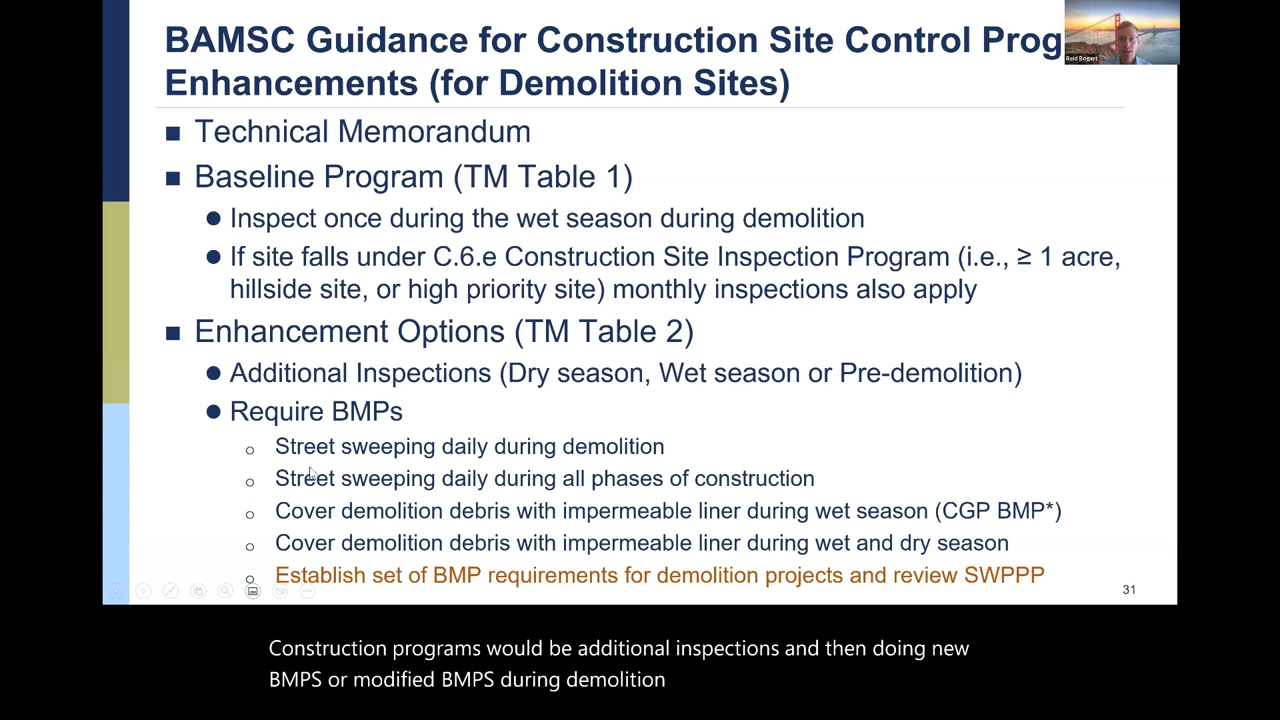 BAMSC Guidance for Construction Site Control Prog
Enhancements (for Demolition Sites)
Reid Bogert
■ Technical Memorandum
■ Baseline Program (TM Table 1)
● Inspect once during the wet season during demolition
● If site falls under C.6.e Construction Site Inspection Program (i.e., ≥ 1 acre,
hillside site, or high priority site) monthly inspections also apply
■ Enhancement Options (TM Table 2)
● Additional Inspections (Dry season, Wet season or Pre-demolition)
● Require BMPs
○ Street sweeping daily during demolition
○ Street sweeping daily during all phases of construction
○ Cover demolition debris with impermeable liner during wet season (CGP BMP*)
○ Cover demolition debris with impermeable liner during wet and dry season
○ Establish set of BMP requirements for demolition projects and review SWPPP
31
Construction programs would be additional inspections and then doing new
BMPS or modified BMPS during demolition